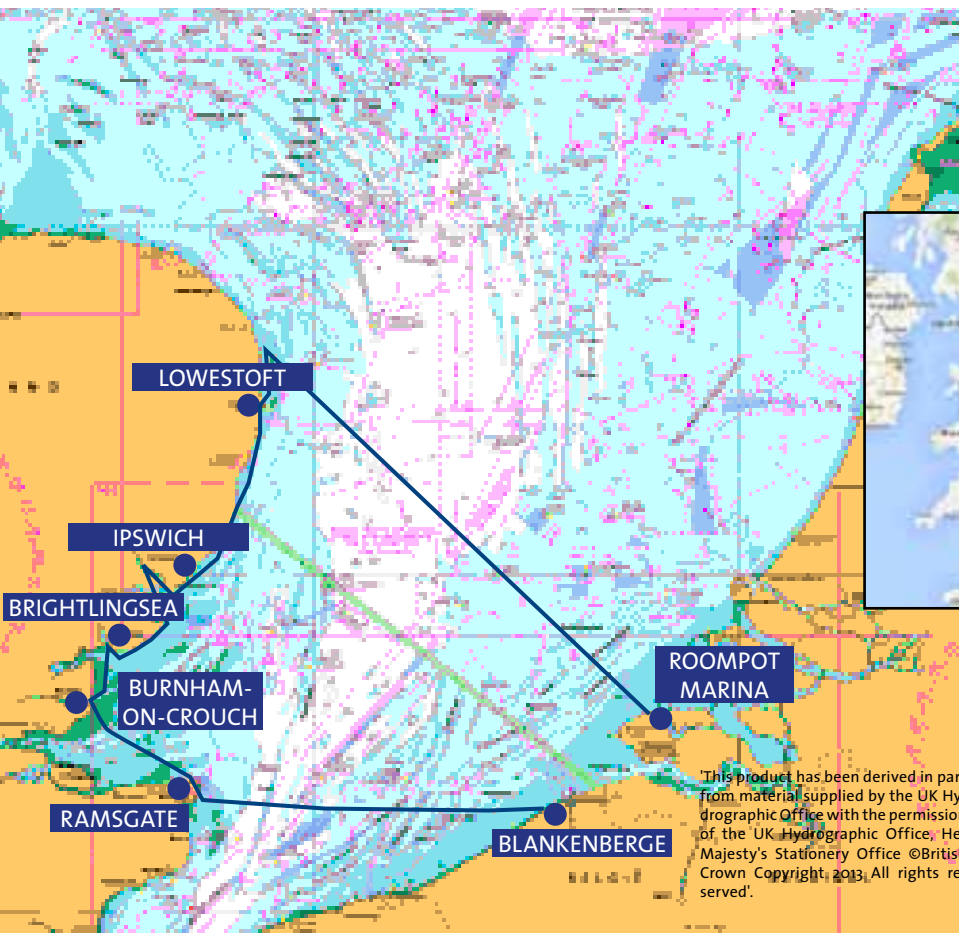 LOWESTOFT
IPSWICH
BRIGHTLINGSEA
BURNHAM-
ON-CROUCH
RAMSGATE
BLANKENBERGE
ROOMPOT
MARINA
'This product has been derived in par
from material supplied by the UK Hy
drographic Office with the permission
of the UK Hydrographic Office, He
Majesty's Stationery Office ©Britis
Crown Copyright 2013. All rights re
served'.